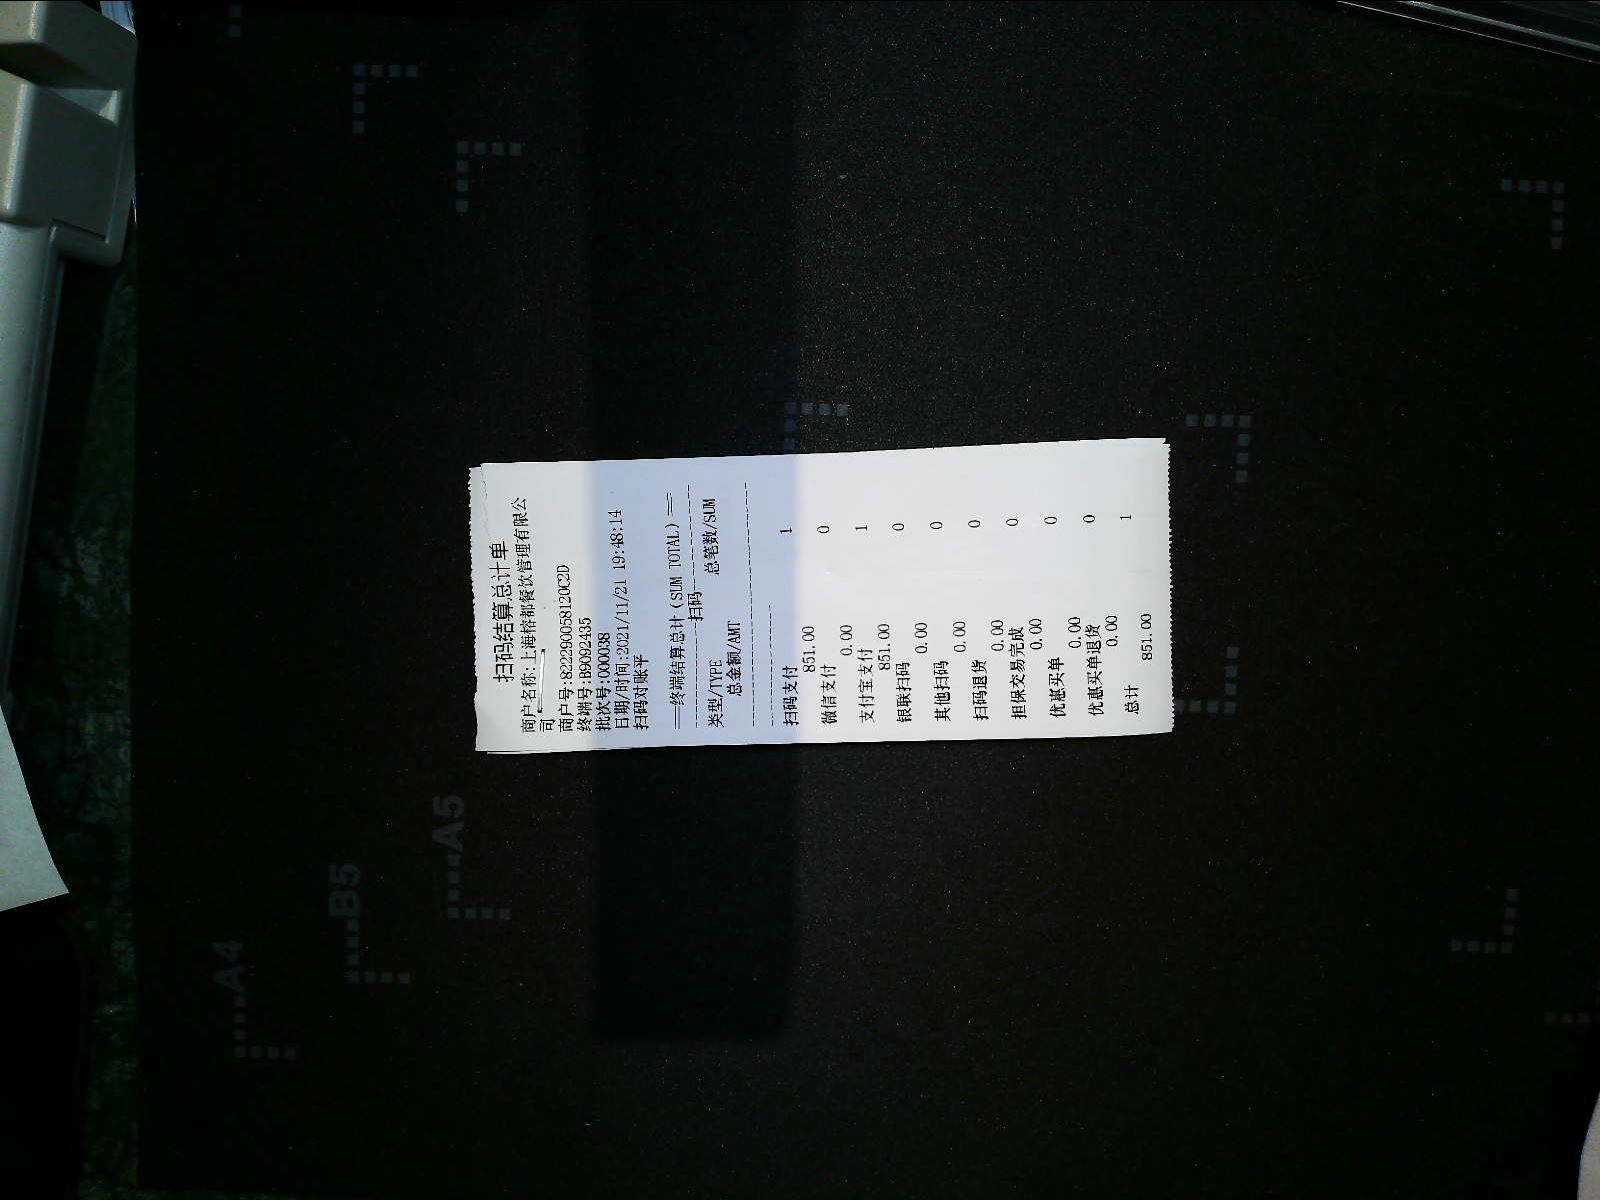 扫码结算总计单
商户名称:上海榕都餐饮管理有限公
司
商户号:822290058120C2D
终端号:B9092435
批次号:000038
日期/时间:2021/11/21 19:48:14
扫码对账平
==终端结算总计(SUM TOTAL)==
扫码
类型/TYPE 总笔数/SUM
总金额/AMT
扫码支付 1
851.00
微信支付 0
0.00
支付宝支付 1
851.00
银联扫码 0
0.00
其他扫码 0
0.00
扫码退货 0
0.00
担保交易完成 0
0.00
优惠买单 0
0.00
优惠买单退货 0
0.00
总计 1
851.00
A4
B5
A5